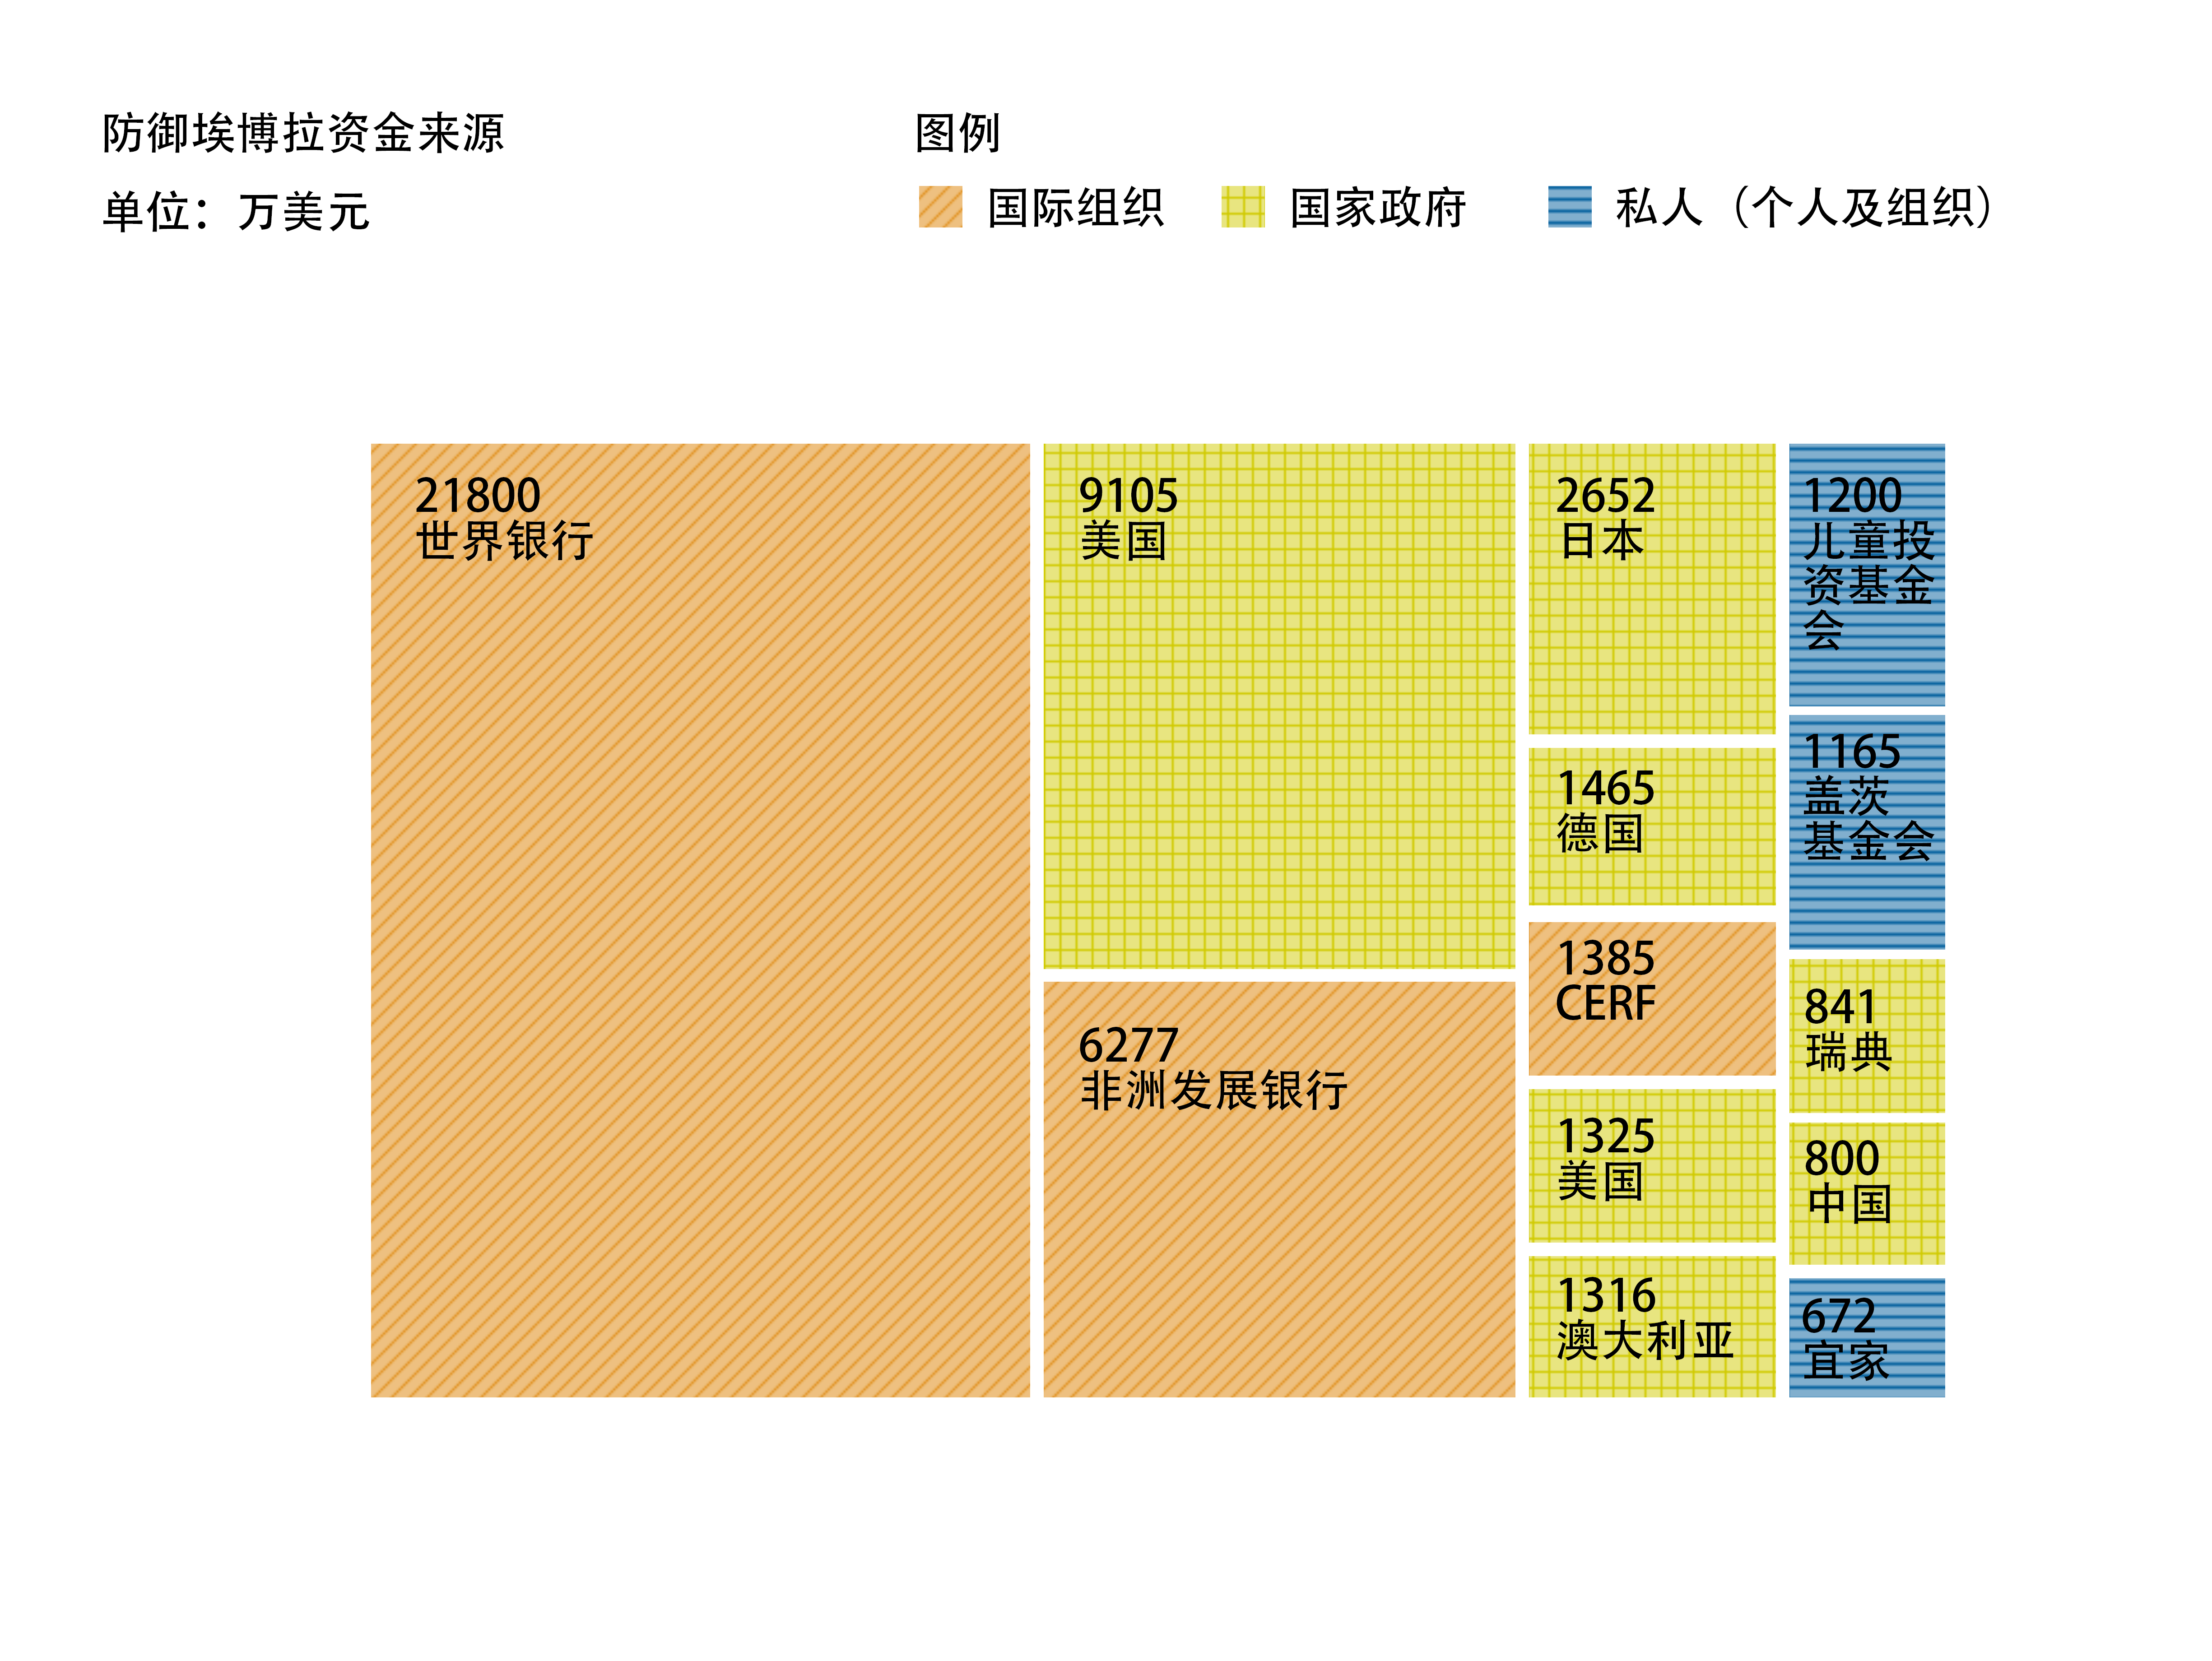 防御埃博拉资金来源
单位：万美元
图例
国际组织
国家政府
私人（个人及组织）
21800
世界银行
9105
美国
6277
非洲发展银行
2652
日本
1465
德国
1385
CERF
1325
美国
1316
澳大利亚
1200
儿童投
资基金
会
1165
盖茨
基金会
841
瑞典
800
中国
672
宜家